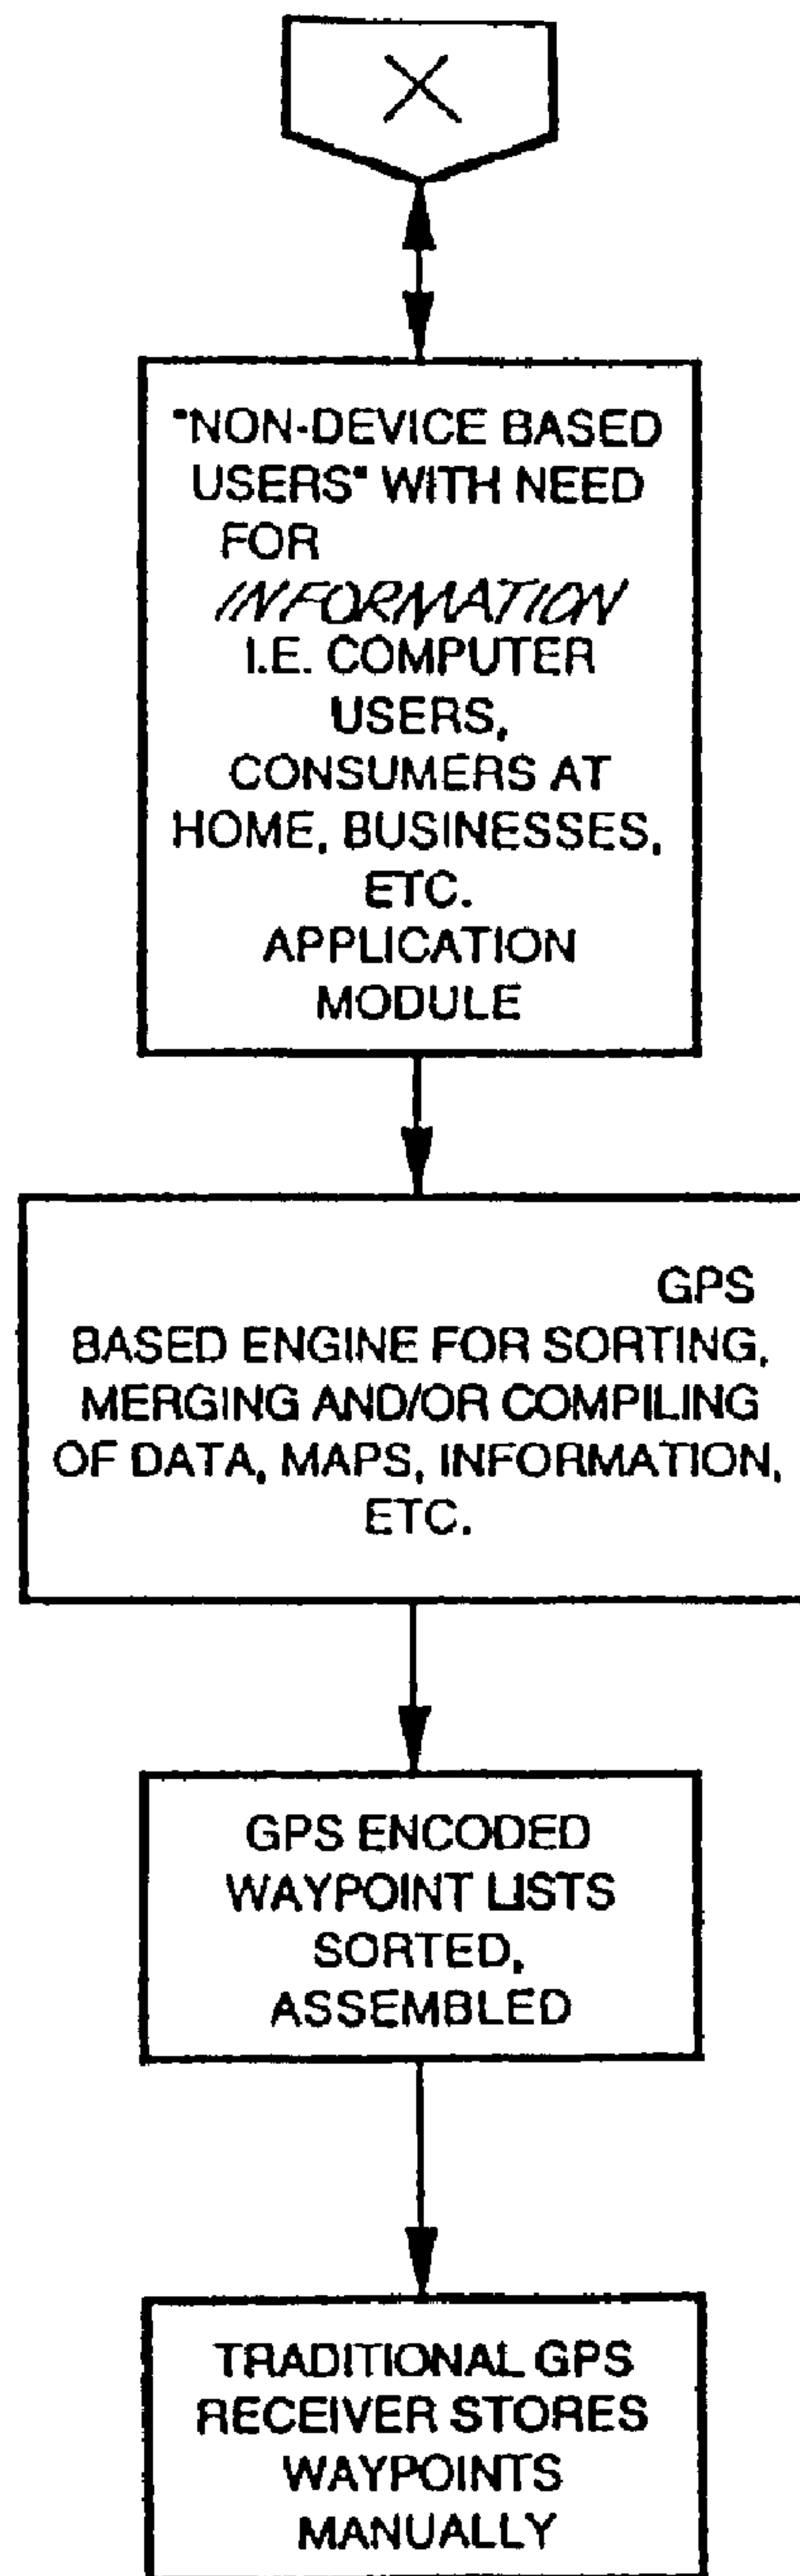 X
"NON-DEVICE BASED
USERS" WITH NEED
FOR
INFORMATION
I.E. COMPUTER
USERS,
CONSUMERS AT
HOME, BUSINESSES,
ETC.
APPLICATION
MODULE
GPS
BASED ENGINE FOR SORTING,
MERGING AND/OR COMPILING
OF DATA, MAPS, INFORMATION,
ETC.
GPS ENCODED
WAYPOINT LISTS
SORTED,
ASSEMBLED
TRADITIONAL GPS
RECEIVER STORES
WAYPOINTS
MANUALLY